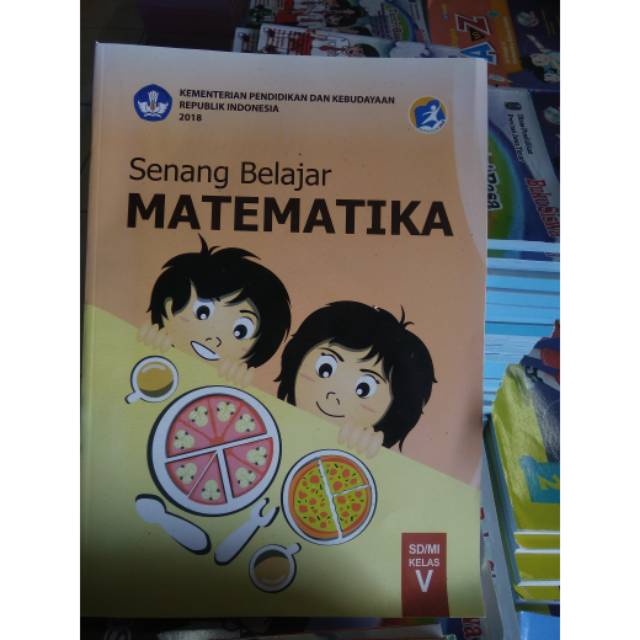 KEMENTERIAN PENDIDIKAN DAN KEBUDAYAAN
REPUBLIK INDONESIA
2018
Senang Belajar
MATEMATIKA
SD/MI
KELAS
V